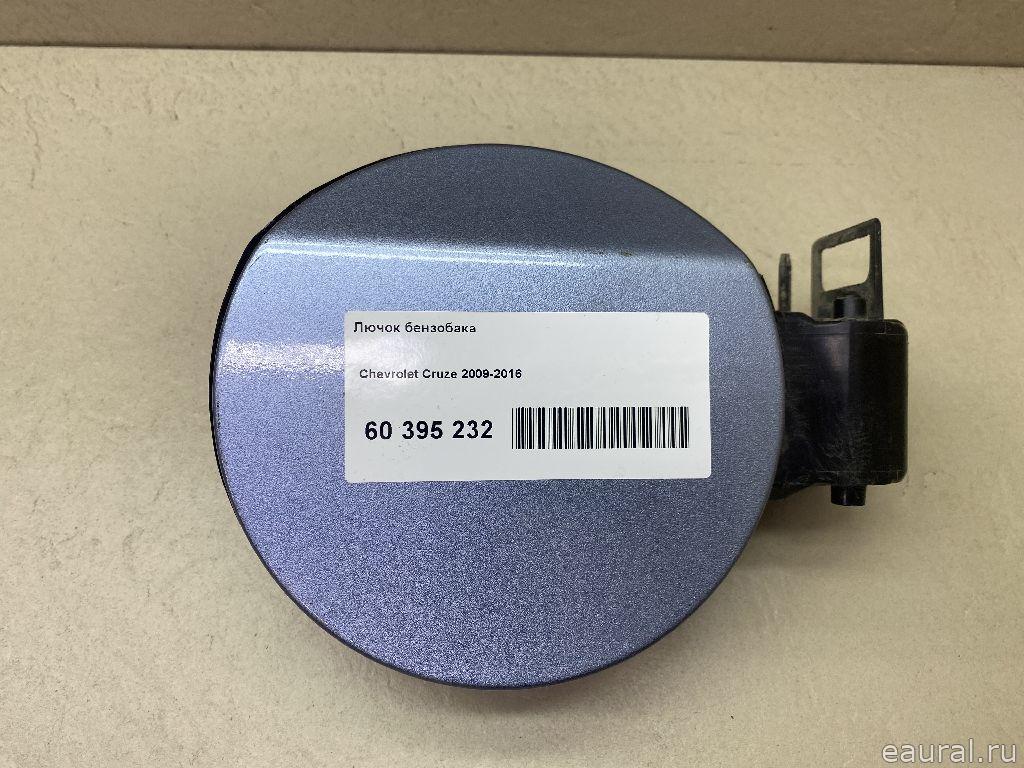 Лючок бензобака
Chevrolet Cruze 2009-2016
60 395 232
eaural.ru